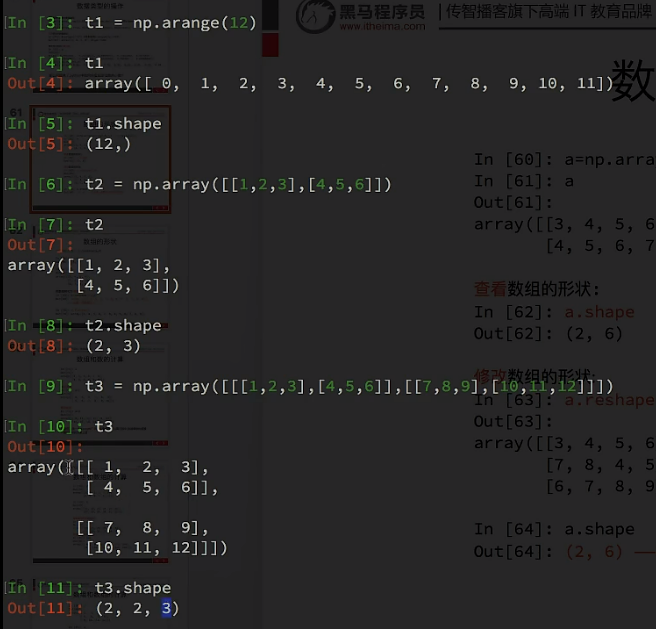 黑马程序员
www.itheima.com
传智播客旗下高端 IT 教育品牌
In [3]: t1 = np.arange(12)
In [4]: t1
Out[4]: array([ 0,  1,  2,  3,  4,  5,  6,  7,  8,  9, 10, 11])
In [5]: t1.shape
Out[5]: (12,)
In [6]: t2 = np.array([[1,2,3],[4,5,6]])
In [7]: t2
Out[7]:
array([[1, 2, 3],
[4, 5, 6]])
In [8]: t2.shape
Out[8]: (2, 3)
In [9]: t3 = np.array([[[1,2,3],[4,5,6]],[[7,8,9],[10,11,12]]])
In [10]: t3
Out[10]:
array([[[ 1,  2,  3],
[ 4,  5,  6]],
[[ 7,  8,  9],
[10, 11, 12]]])
In [11]: t3.shape
Out[11]: (2, 2, 3)
数
In [60]: a=np.arra
In [61]: a
Out[61]:
array([[3, 4, 5, 6
[4, 5, 6, 7
查看数组的形状:
In [62]: a.shape
Out[62]: (2, 6)
修改数组的形状:
In [63]: a.reshape
Out[63]:
array([[3, 4, 5
[7, 8, 4, 5
[6, 7, 8, 9
In [64]: a.shape
Out[64]: (2, 6)